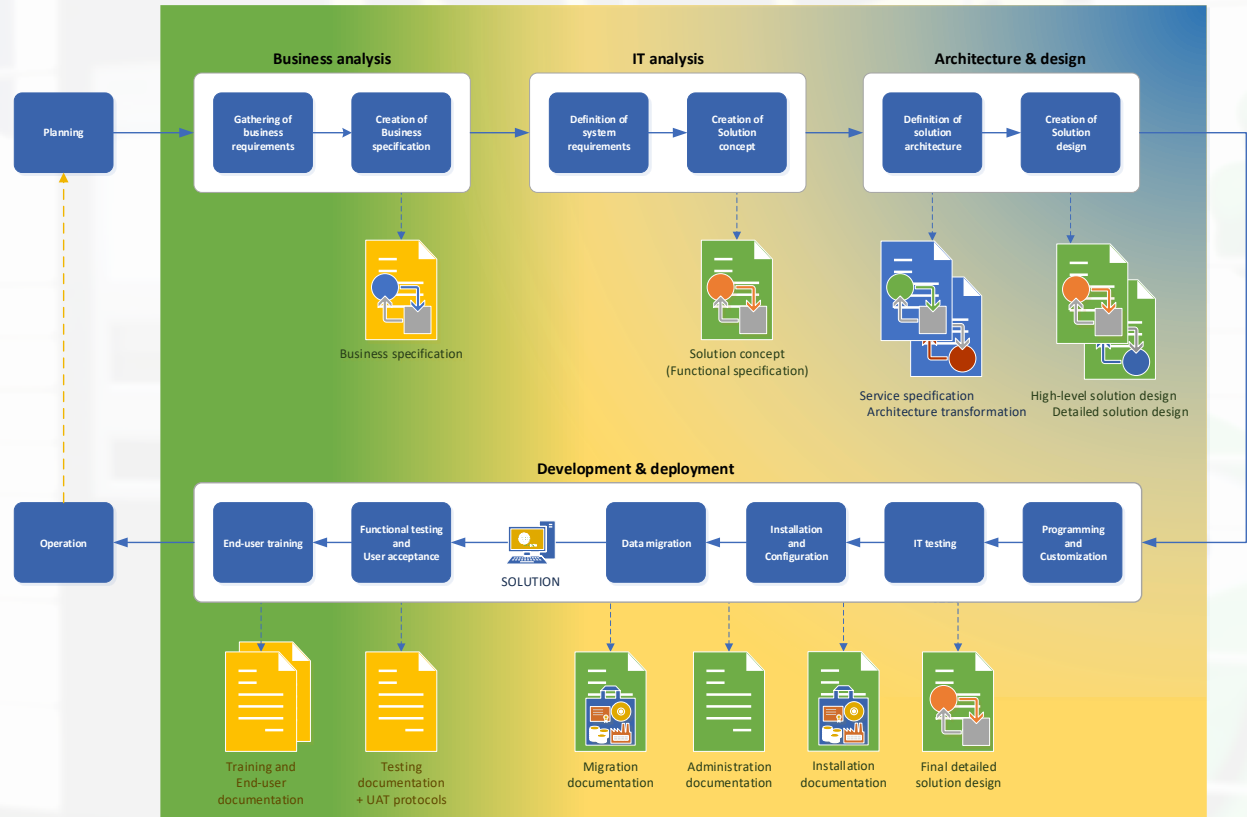 Business analysis
IT analysis
Architecture & design
Planning
Gathering of
business
requirements
Creation of
Business
specification
Definition of
system
requirements
Creation of
Solution
concept
Definition of
solution
architecture
Creation of
Solution
design
Business specification
Solution concept
(Functional specification)
Service specification
Architecture transformation
High-level solution design
Detailed solution design
Development & deployment
Operation
End-user training
Functional testing
and
User acceptance
SOLUTION
Data migration
Installation
and
Configuration
IT testing
Programming
and
Customization
Training and
End-user
documentation
Testing
documentation
+ UAT protocols
Migration
documentation
Administration
documentation
Installation
documentation
Final detailed
solution design